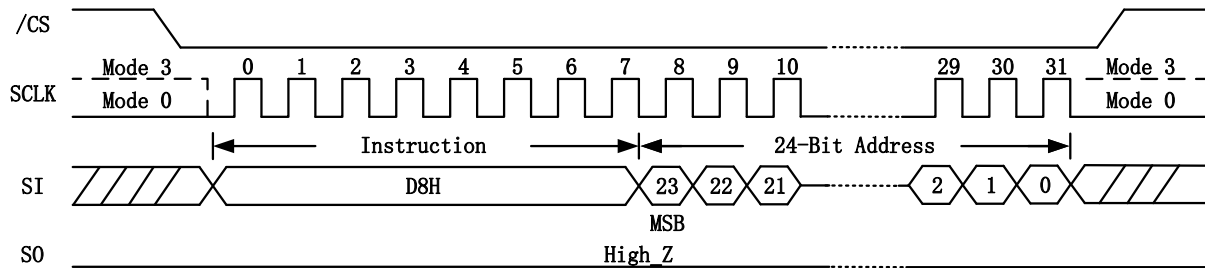 /CS
Mode 3 0 1 2 3 4 5 6 7 8 9 10 29 30 31 Mode 3
SCLK
Mode 0 Mode 0
Instruction 24-Bit Address
SI D8H 23 22 21 2 1 0
MSB
SO High_Z